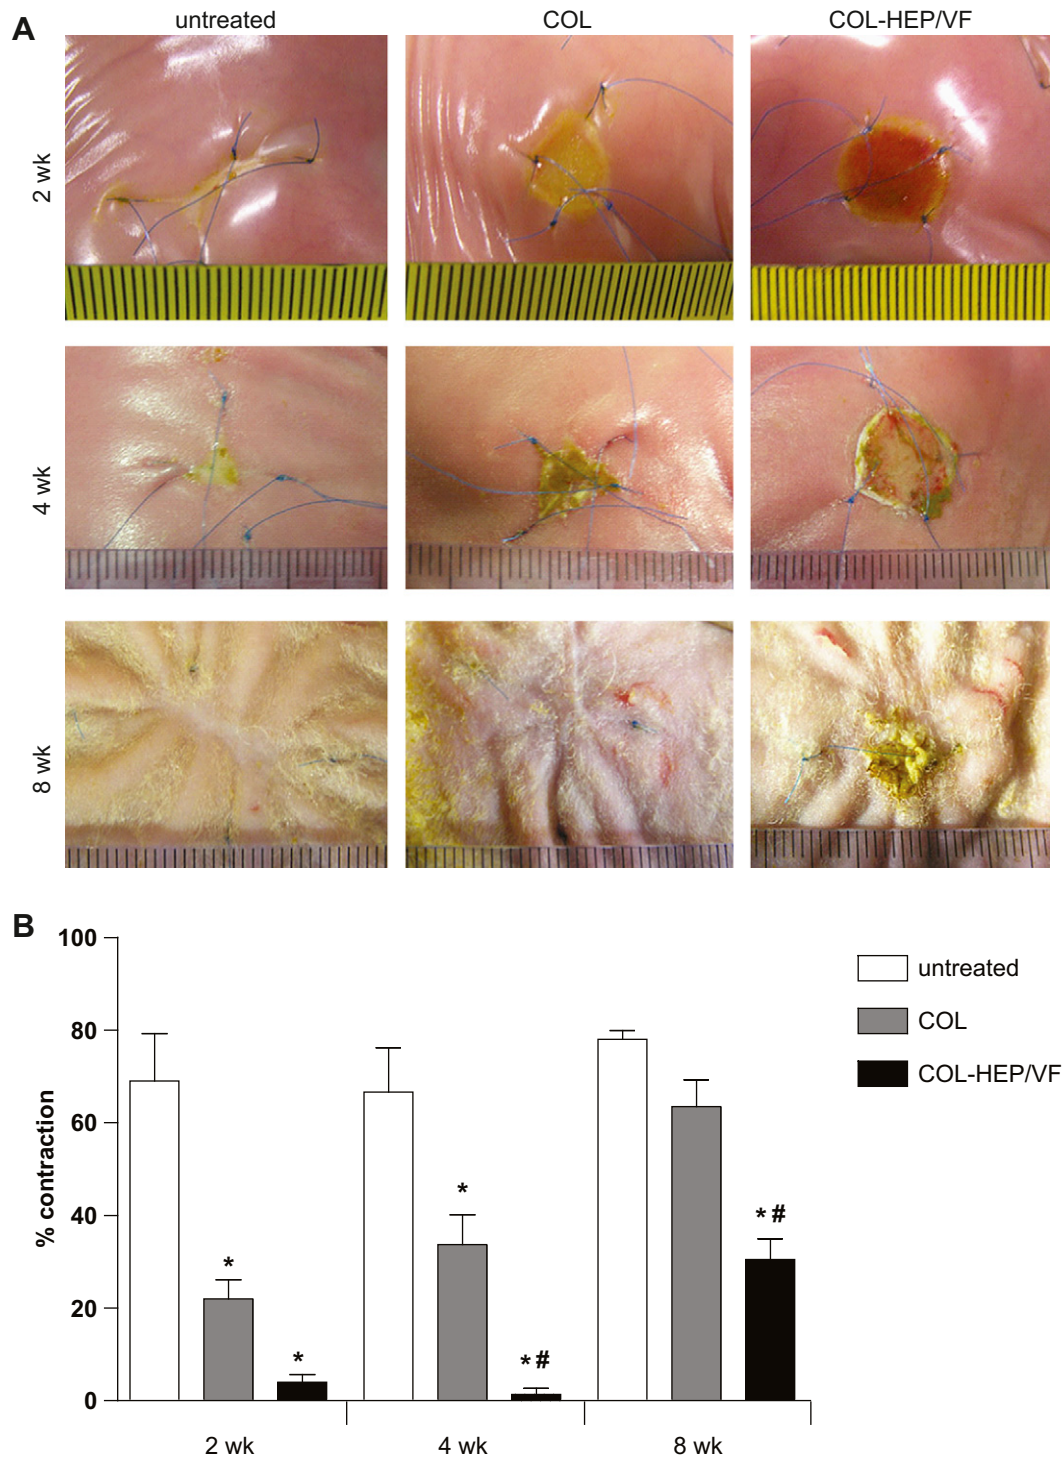 A
untreated
COL
COL-HEP/VF
2 wk
4 wk
8 wk
B
100
80
60
40
20
0
% contraction
*
*
*
* #
* #
2 wk
4 wk
8 wk
untreated
COL
COL-HEP/VF